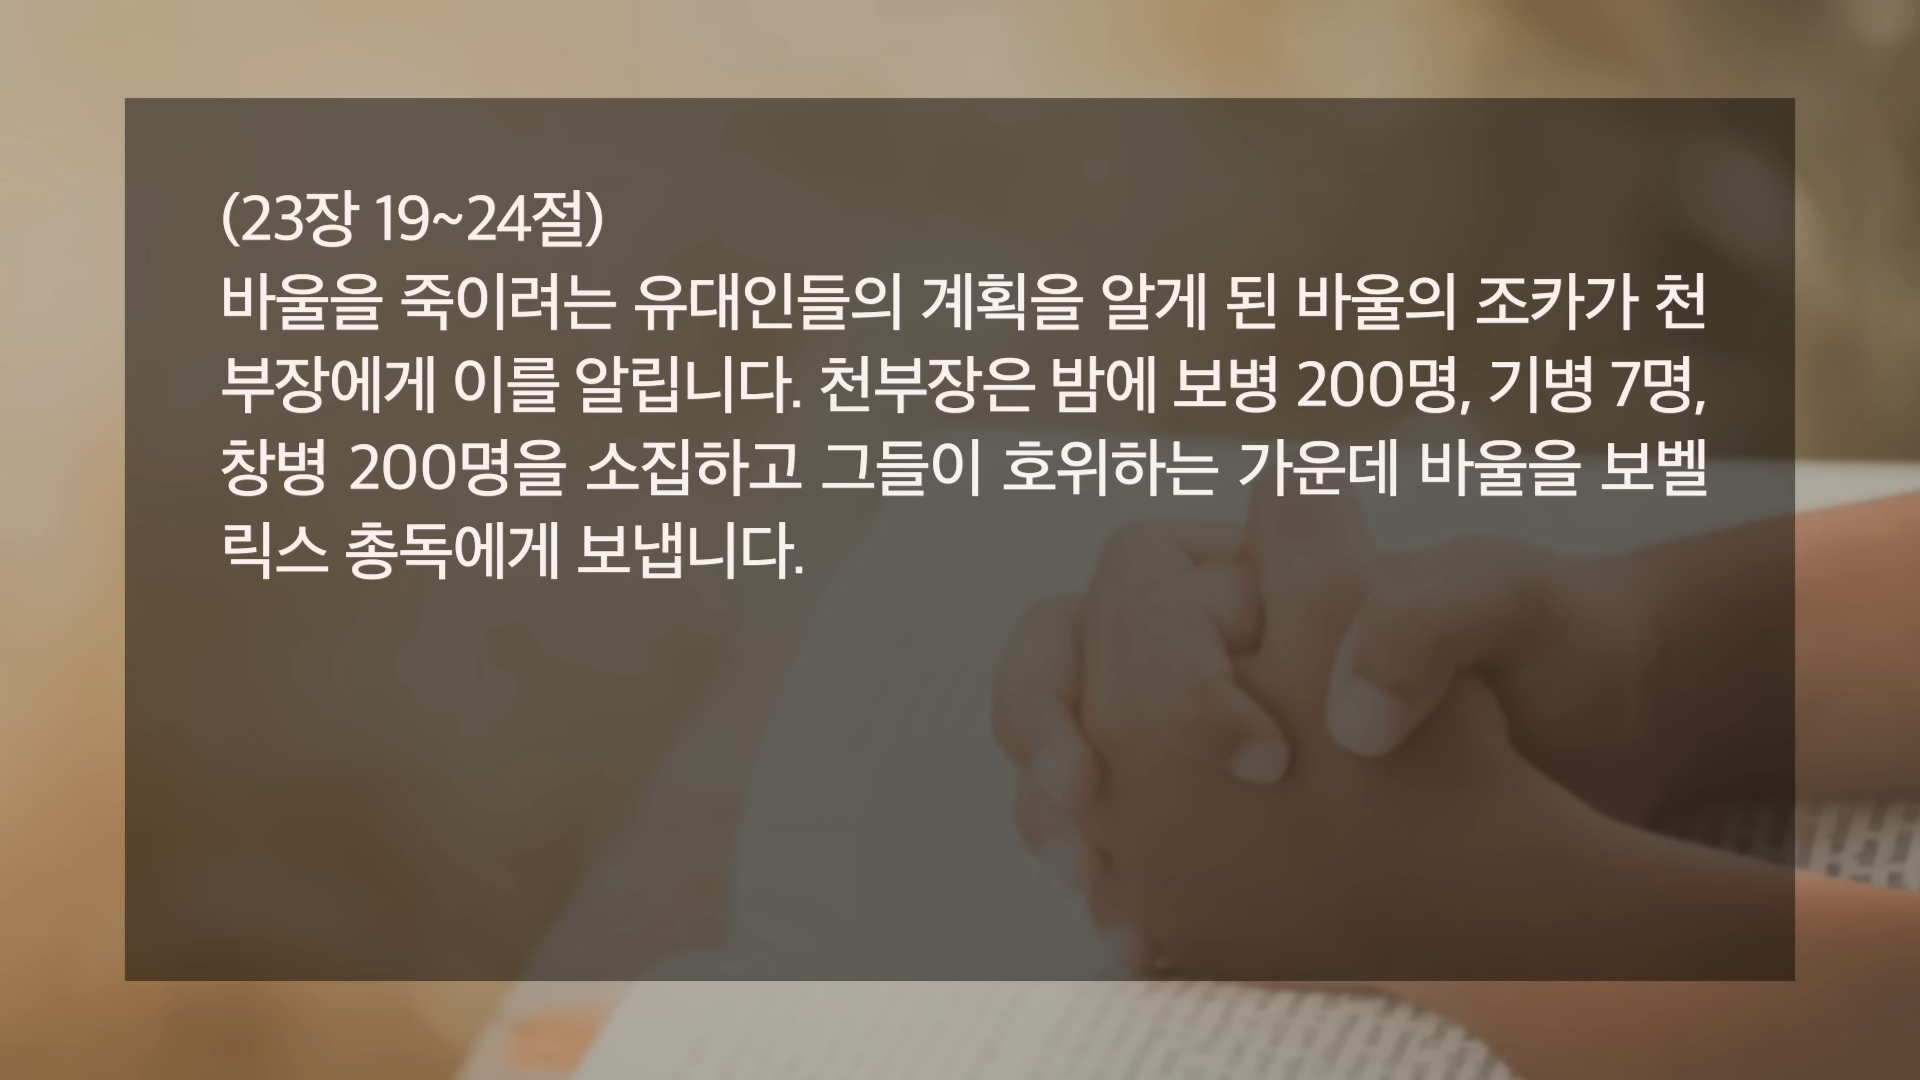 (23장 19~24절)
바울을 죽이려는 유대인들의 계획을 알게 된 바울의 조카가 천
부장에게 이를 알립니다. 천부장은 밤에 보병 200명, 기병 7명,
창병 200명을 소집하고 그들이 호위하는 가운데 바울을 보벨
릭스 총독에게 보냅니다.